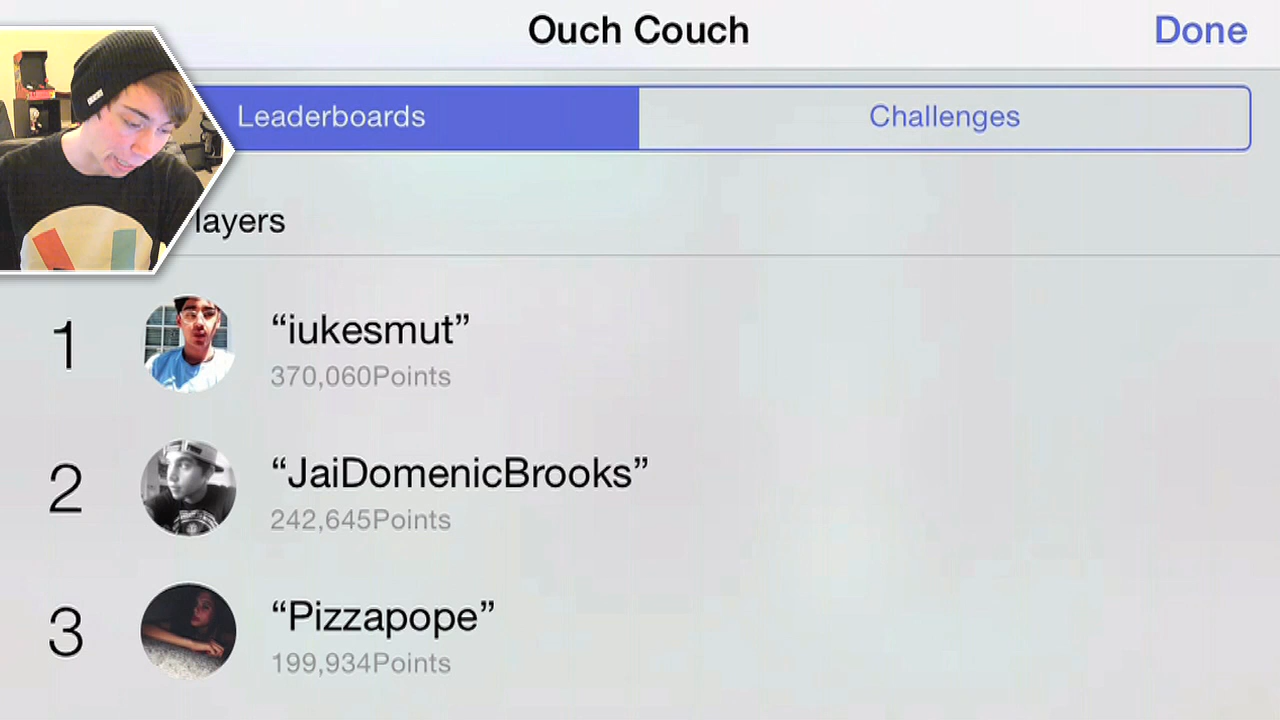 Ouch Couch
Done
Leaderboards
Challenges
layers
1
“iukesmut”
370,060Points
2
“JaiDomenicBrooks”
242,645Points
3
“Pizzapope”
199,934Points